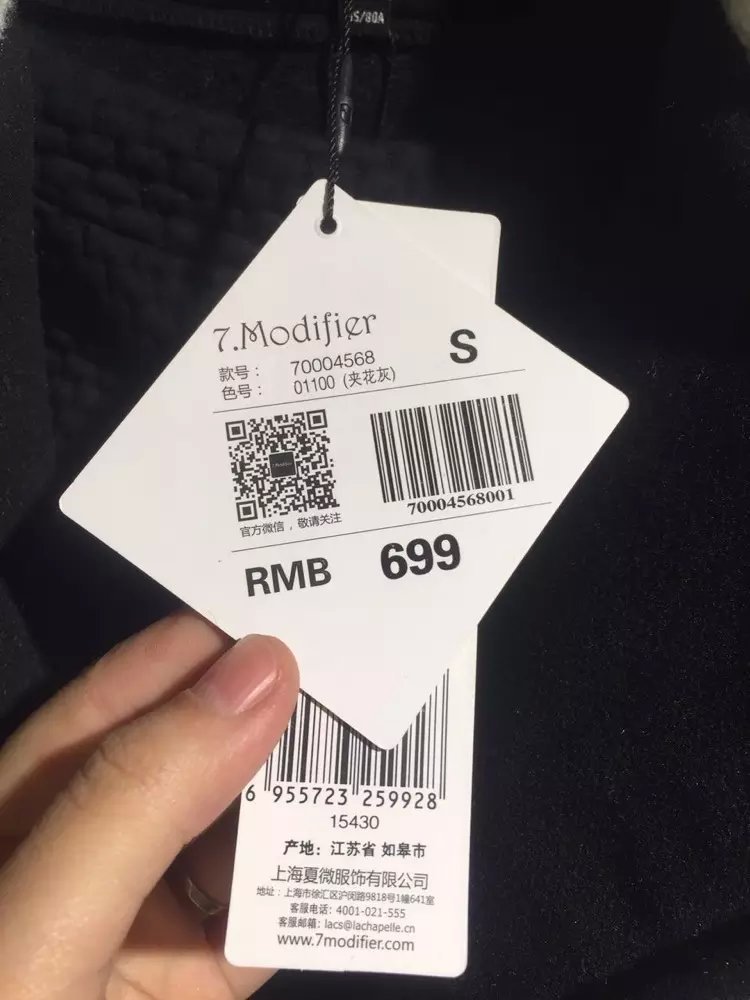 5/80A
7.Modifier
S
款号： 70004568
色号： 01100 (夹花灰)
7.Modifier
官方微信，敬请关注
70004568001
RMB 699
6 955723 259928
15430
产地：江苏省 如皋市
上海夏微服饰有限公司
地址：上海市徐汇区沪闵路9818号1幢641室
客服电话：4001-021-555
客服邮箱：lacs@lachapelle.cn
www.7modifier.com